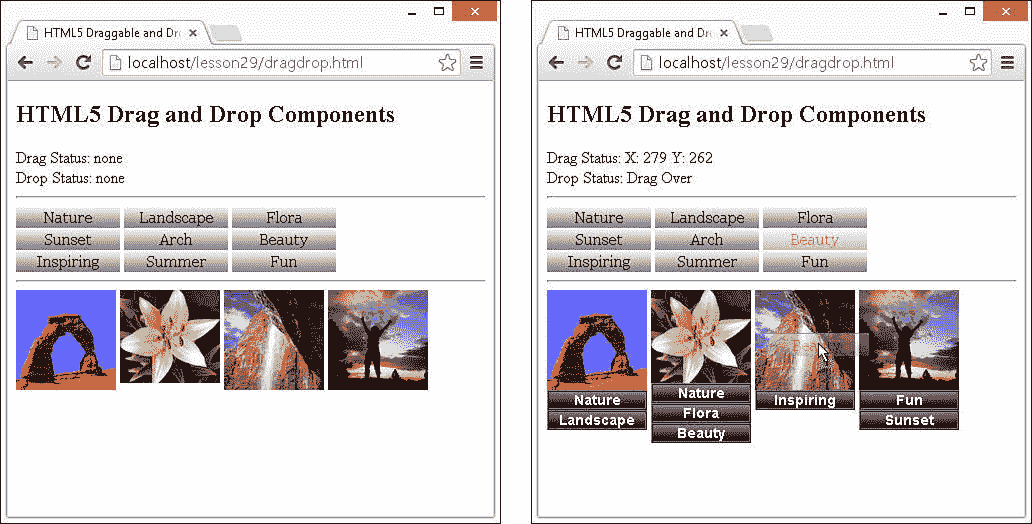 HTML5 Draggable and Dr
localhost/lesson29/dragdrop.html
HTML5 Drag and Drop Components
Drag Status: none
Drop Status: none
Nature Landscape Flora
Sunset Arch Beauty
Inspiring Summer Fun
HTML5 Draggable and Dr
localhost/lesson29/dragdrop.html
HTML5 Drag and Drop Components
Drag Status: X: 279 Y: 262
Drop Status: Drag Over
Nature Landscape Flora
Sunset Arch Beauty
Inspiring Summer Fun
Nature
Landscape
Nature
Flora
Beauty
Inspiring
Fun
Sunset